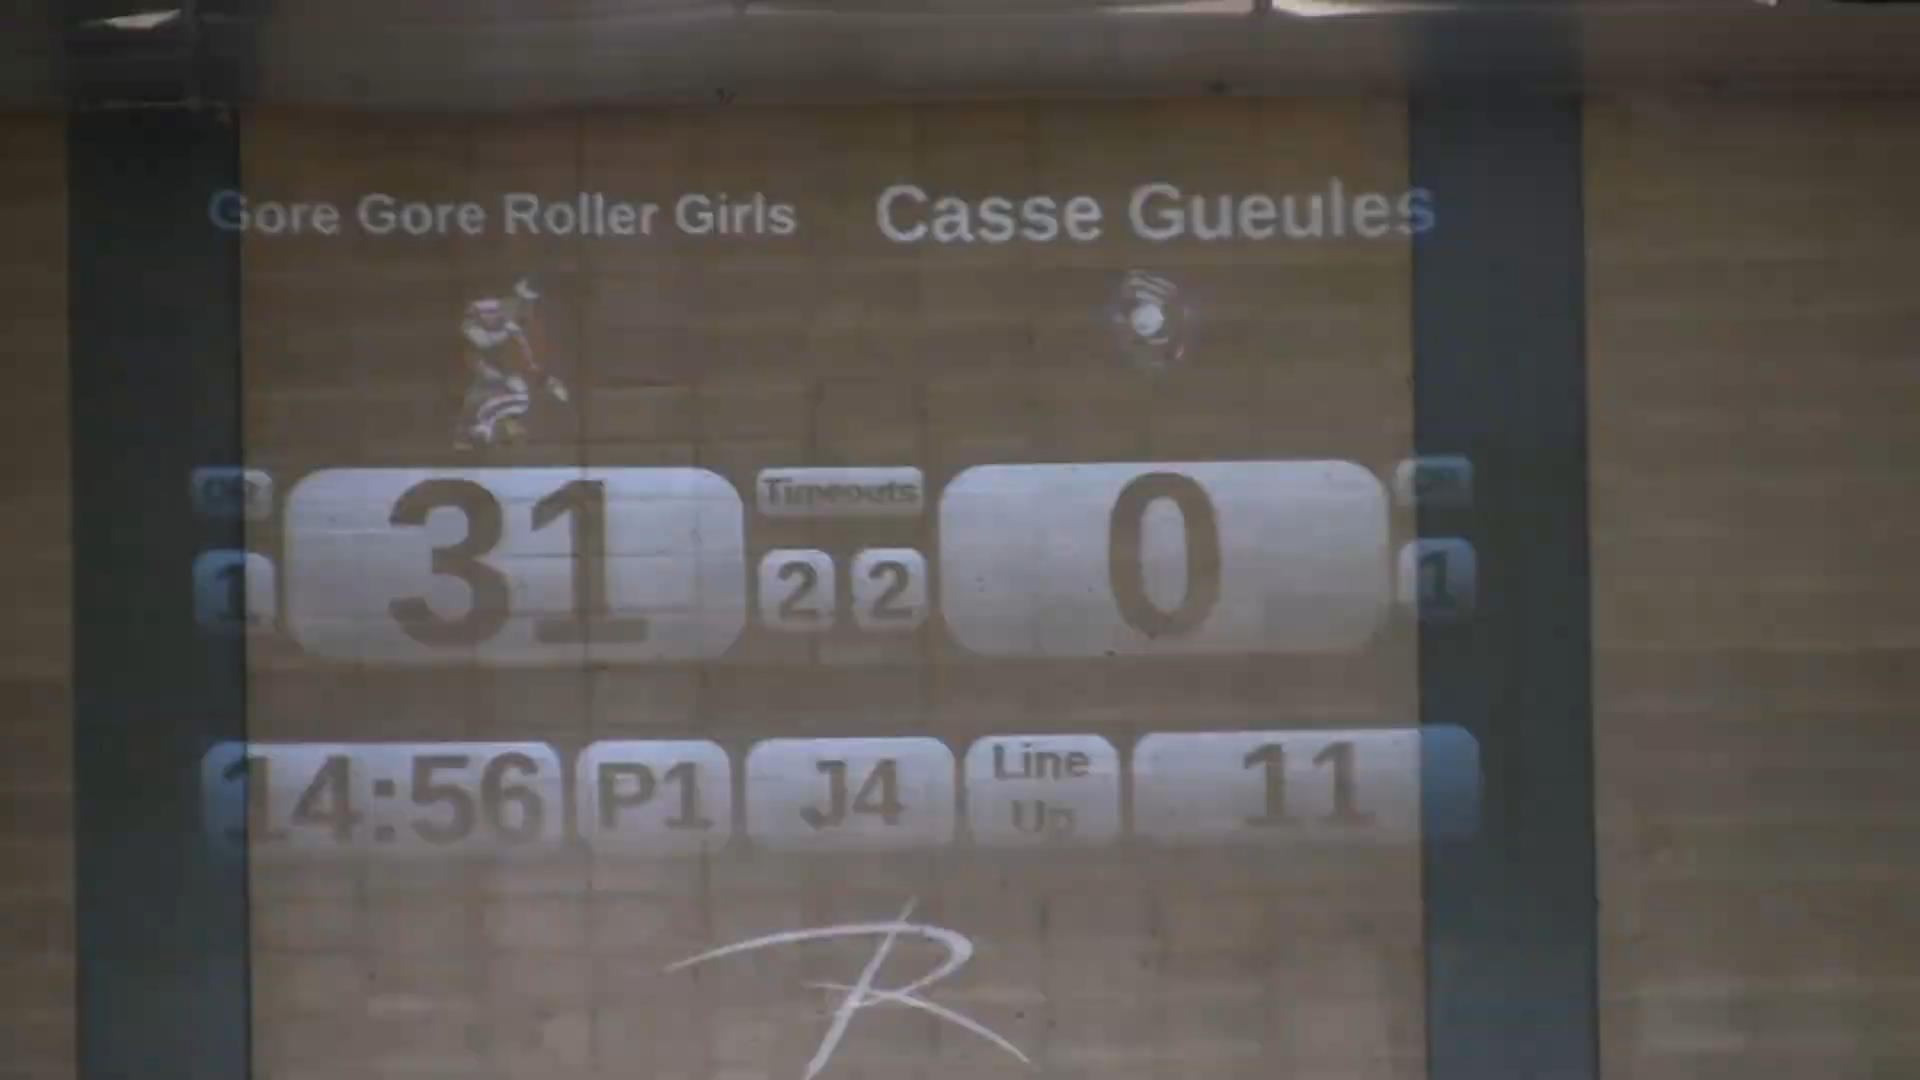 Gore Gore Roller Girls Casse Gueules
31 Timeouts 0
1 2 2 1
14:56 P1 J4 Line Up 11
R